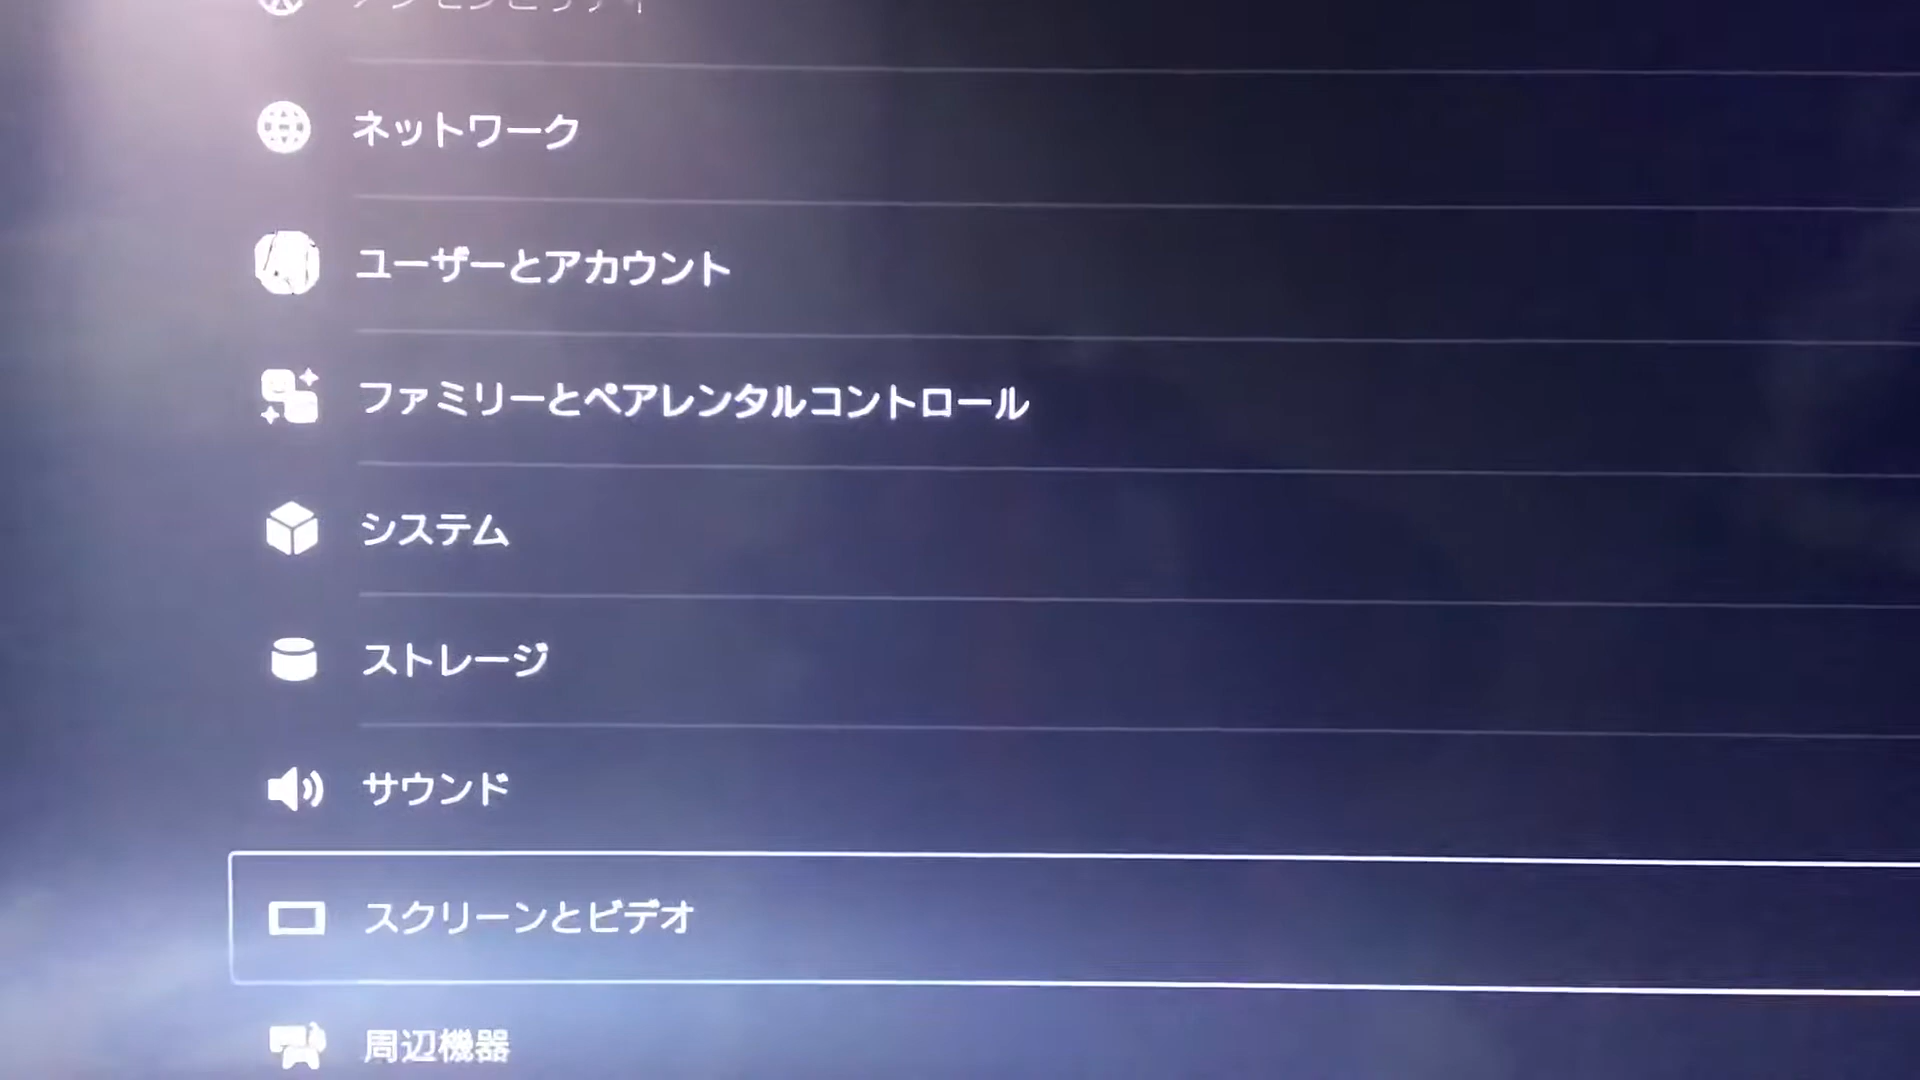 ネットワーク
ユーザーとアカウント
ファミリーとペアレンタルコントロール
システム
ストレージ
サウンド
スクリーンとビデオ
周辺機器